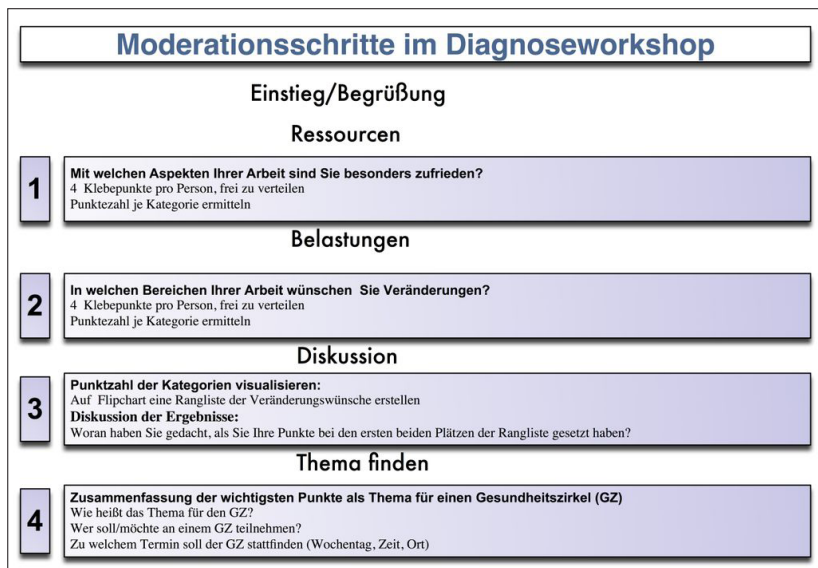 Moderationsschritte im Diagnoseworkshop
Einstieg/Begrüßung
Ressourcen
1
Mit welchen Aspekten Ihrer Arbeit sind Sie besonders zufrieden?
4 Klebepunkte pro Person, frei zu verteilen
Punktezahl je Kategorie ermitteln
Belastungen
2
In welchen Bereichen Ihrer Arbeit wünschen Sie Veränderungen?
4 Klebepunkte pro Person, frei zu verteilen
Punktezahl je Kategorie ermitteln
Diskussion
3
Punktzahl der Kategorien visualisieren:
Auf Flipchart eine Rangliste der Veränderungswünsche erstellen
Diskussion der Ergebnisse:
Woran haben Sie gedacht, als Sie Ihre Punkte bei den ersten beiden Plätzen der Rangliste gesetzt haben?
Thema finden
4
Zusammenfassung der wichtigsten Punkte als Thema für einen Gesundheitszirkel (GZ)
Wie heißt das Thema für den GZ?
Wer soll/möchte an einem GZ teilnehmen?
Zu welchem Termin soll der GZ stattfinden (Wochentag, Zeit, Ort)